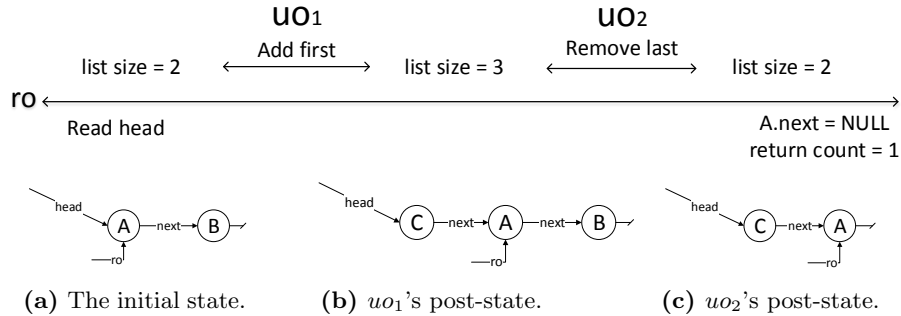 uo1 uo2
Add first Remove last
list size = 2 list size = 3 list size = 2
ro
Read head A.next = NULL
return count = 1
head A next B ro
head C next A next B ro
head C next A ro
(a) The initial state. (b) uo1's post-state. (c) uo2's post-state.